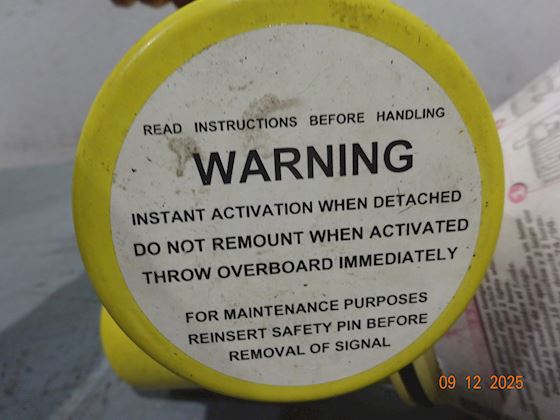 READ INSTRUCTIONS BEFORE HANDLING
WARNING
INSTANT ACTIVATION WHEN DETACHED
DO NOT REMOUNT WHEN ACTIVATED
THROW OVERBOARD IMMEDIATELY
FOR MAINTENANCE PURPOSES
REINSERT SAFETY PIN BEFORE
REMOVAL OF SIGNAL
09 12 2025